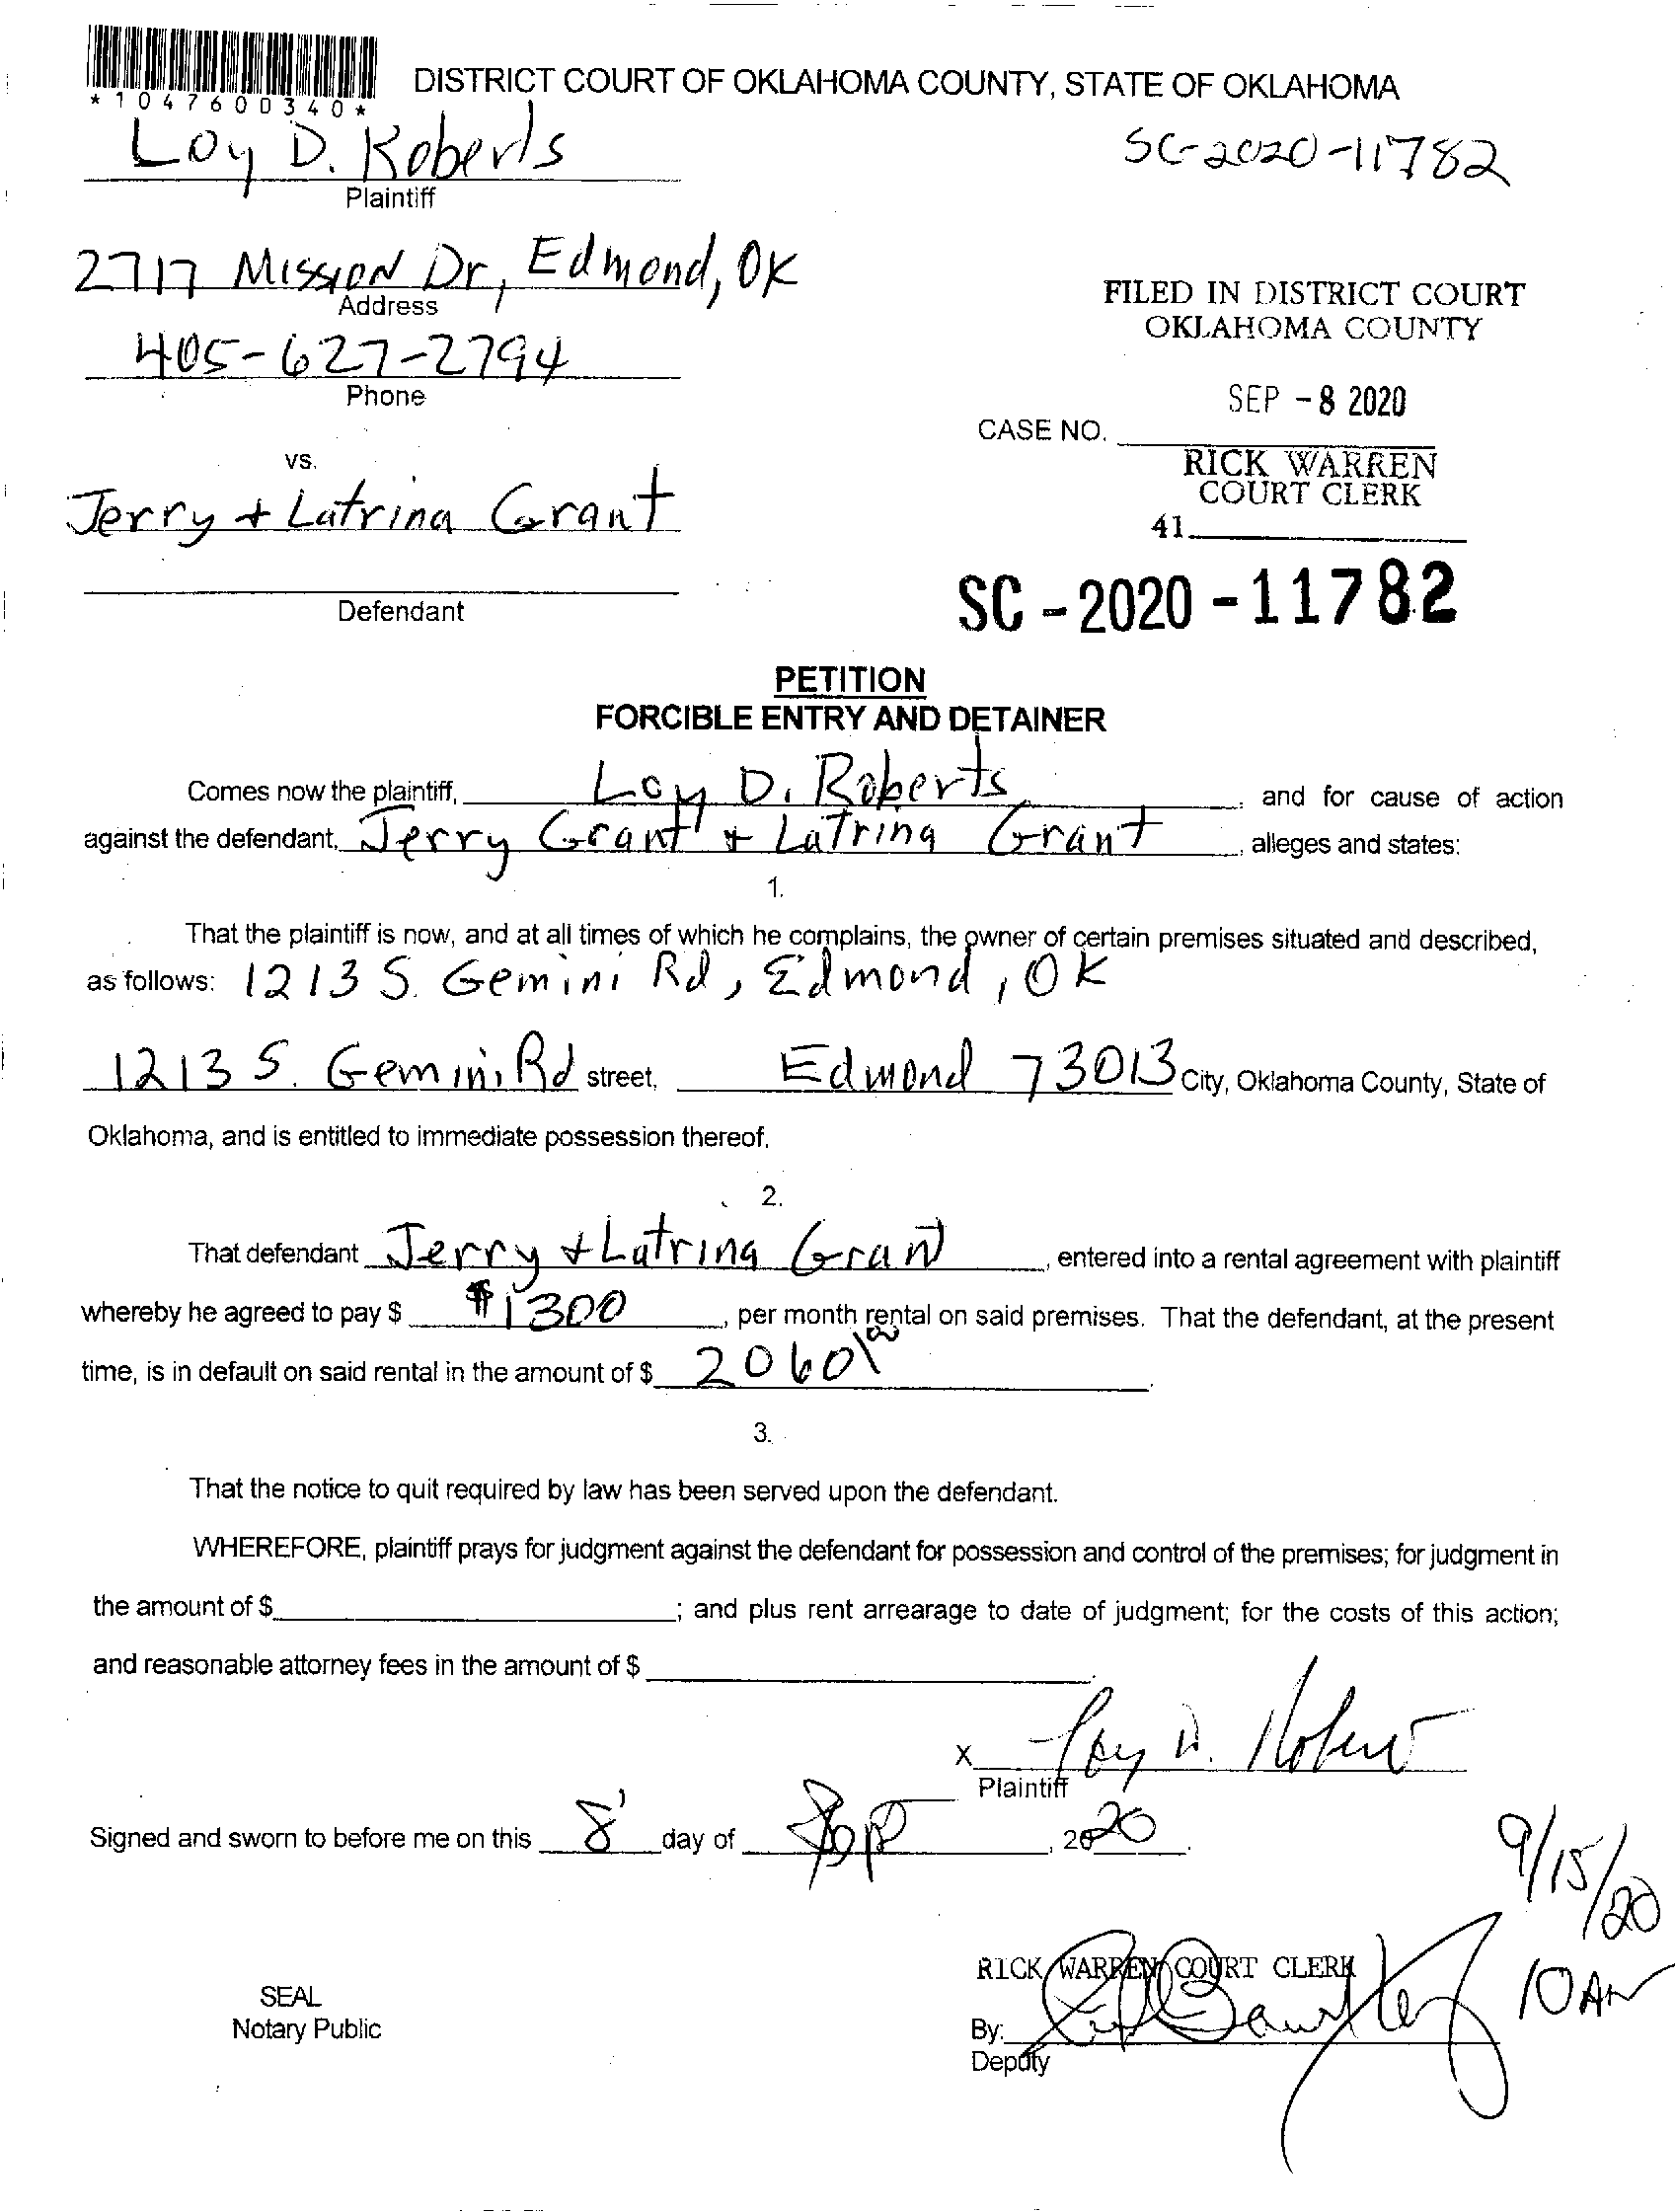 *1047600340*
DISTRICT COURT OF OKLAHOMA COUNTY, STATE OF OKLAHOMA
Loy D. Roberts
SC-2020-11782
Plaintiff
2717 Mission Dr, Edmond, OK
Address
FILED IN DISTRICT COURT
OKLAHOMA COUNTY
405-627-2794
Phone
SEP -8 2020
CASE NO.
RICK WARREN
COURT CLERK
41
vs.
Jerry + Latrina Grant
Defendant
SC-2020-11782
PETITION
FORCIBLE ENTRY AND DETAINER
Comes now the plaintiff, Loy D. Roberts, and for cause of action
against the defendant, Jerry Grant + Latrina Grant, alleges and states:
1.
That the plaintiff is now, and at all times of which he complains, the owner of certain premises situated and described,
as follows: 1213 S. Gemini Rd, Edmond, OK
1213 S. Gemini Rd street, Edmond 73013 City, Oklahoma County, State of
Oklahoma, and is entitled to immediate possession thereof.
2.
That defendant Jerry + Latrina Grant, entered into a rental agreement with plaintiff
whereby he agreed to pay $ $1300, per month rental on said premises. That the defendant, at the present
time, is in default on said rental in the amount of $ 2060 00
3.
That the notice to quit required by law has been served upon the defendant.
WHEREFORE, plaintiff prays for judgment against the defendant for possession and control of the premises; for judgment in
the amount of $ ; and plus rent arrearage to date of judgment; for the costs of this action;
and reasonable attorney fees in the amount of $
X Loy D. Roberts
Plaintiff
Signed and sworn to before me on this 8 day of Sept, 2020.
9/15/20
10 AM
RICK WARREN COURT CLERK
SEAL
Notary Public
By:
Deputy